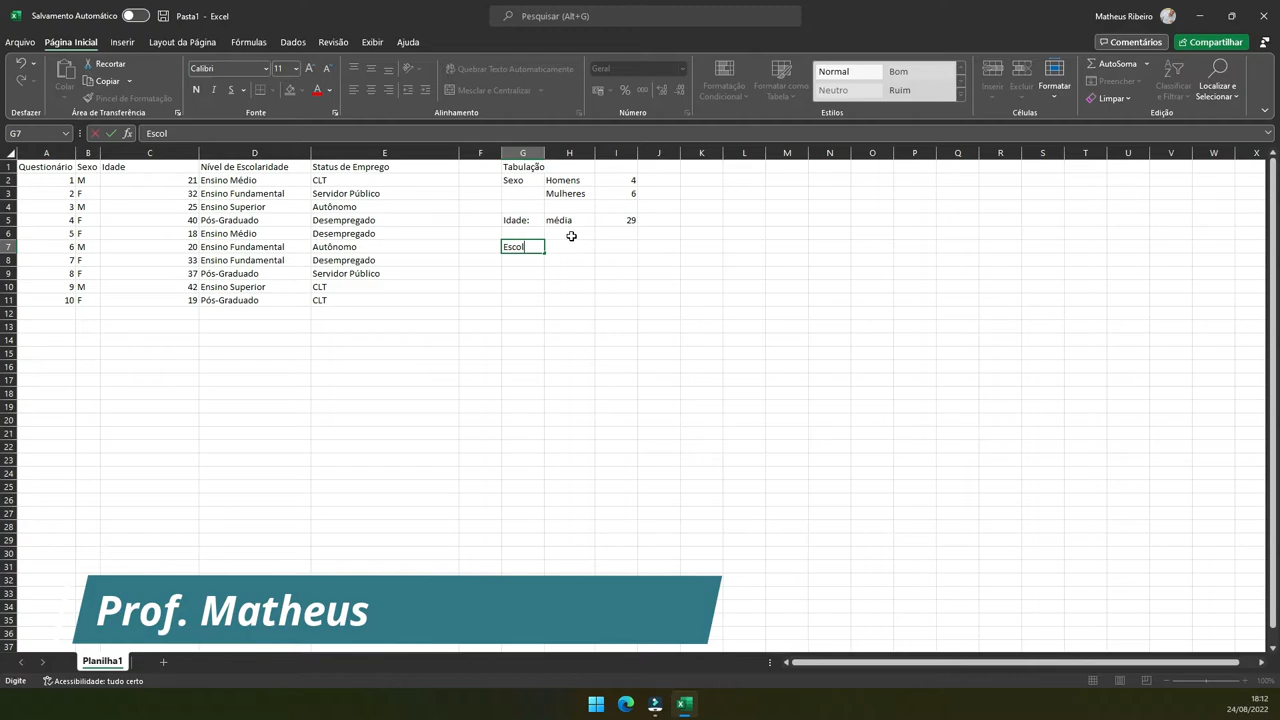 Salvamento Automático
Pasta1 - Excel
Pesquisar (Alt+G)
Matheus Ribeiro
Arquivo Página Inicial Inserir Layout da Página Fórmulas Dados Revisão Exibir Ajuda
Comentários Compartilhar
Recortar
Copiar
Pincel de Formatação
Colar
Calibri 11
Quebrar Texto Automaticamente
Mesclar e Centralizar
Geral
Formatação Condicional
Formatar como Tabela
Normal Bom
Neutro Ruim
Inserir Excluir Formatar
AutoSoma
Preencher
Limpar
Classificar e Filtrar
Localizar e Selecionar
Desfazer Área de Transferência Fonte Alinhamento Número Estilos Células Edição
G7 Escol
A B C D E F G H I J K L M N O P Q R S T U V W X
1 Questionário Sexo Idade Nível de Escolaridade Status de Emprego Tabulação
2 1 M 21 Ensino Médio CLT Sexo Homens 4
3 2 F 32 Ensino Fundamental Servidor Público Mulheres 6
4 3 M 25 Ensino Superior Autônomo
5 4 F 40 Pós-Graduado Desempregado Idade: média 29
6 5 F 18 Ensino Médio Desempregado
7 6 M 20 Ensino Fundamental Autônomo Escol
8 7 F 33 Ensino Fundamental Desempregado
9 8 F 37 Pós-Graduado Servidor Público
10 9 M 42 Ensino Superior CLT
11 10 F 19 Pós-Graduado CLT
12
13
14
15
16
17
18
19
20
21
22
23
24
25
26
27
28
29
30
31
32
33
34
35
36
37
Prof. Matheus
Planilha1
Digite Acessibilidade: tudo certo 100%
18:12
24/08/2022